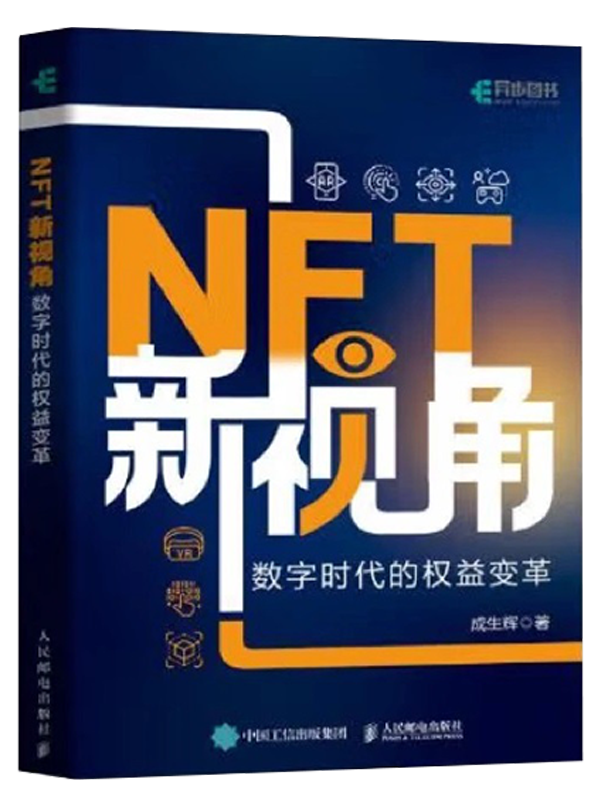 异步图书
AR
NFT
新视角
数字时代的权益变革
成生辉◎著
VR
中国工信出版集团
人民邮电出版社
NFT新视角
数字时代的权益变革
人民邮电出版社